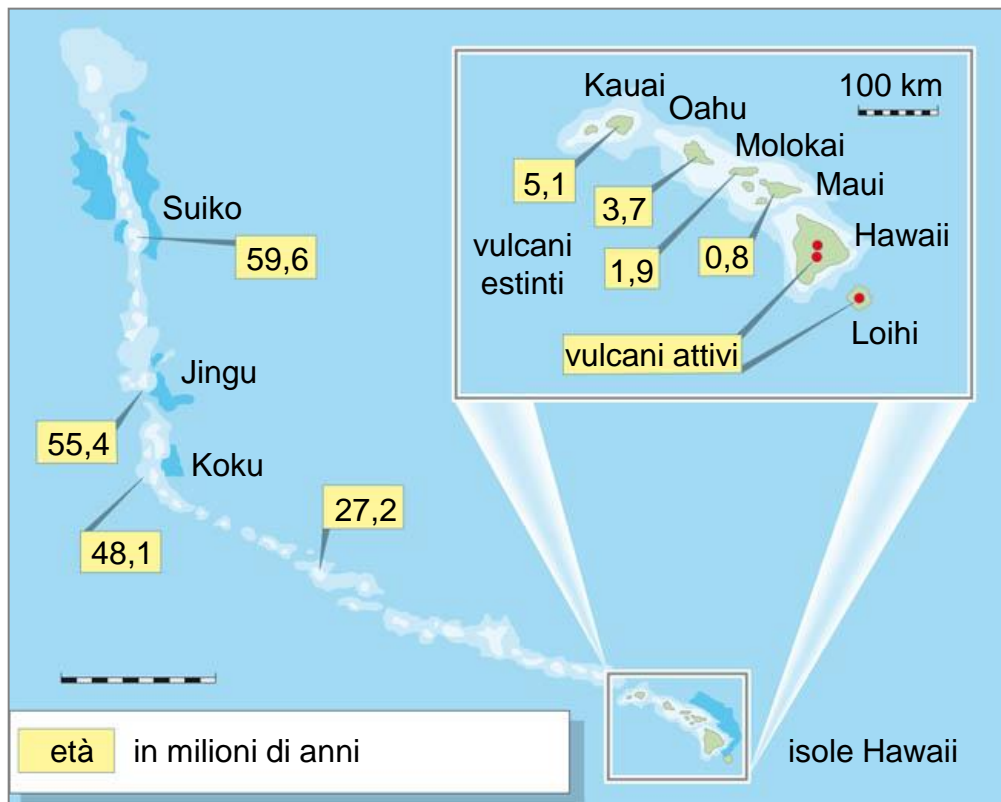 100 km
Kauai
Oahu
Molokai
Maui
Hawaii
Loihi
5,1
3,7
1,9
0,8
vulcani
estinti
vulcani attivi
Suiko
59,6
Jingu
55,4
Koku
48,1
27,2
età
in milioni di anni
isole Hawaii